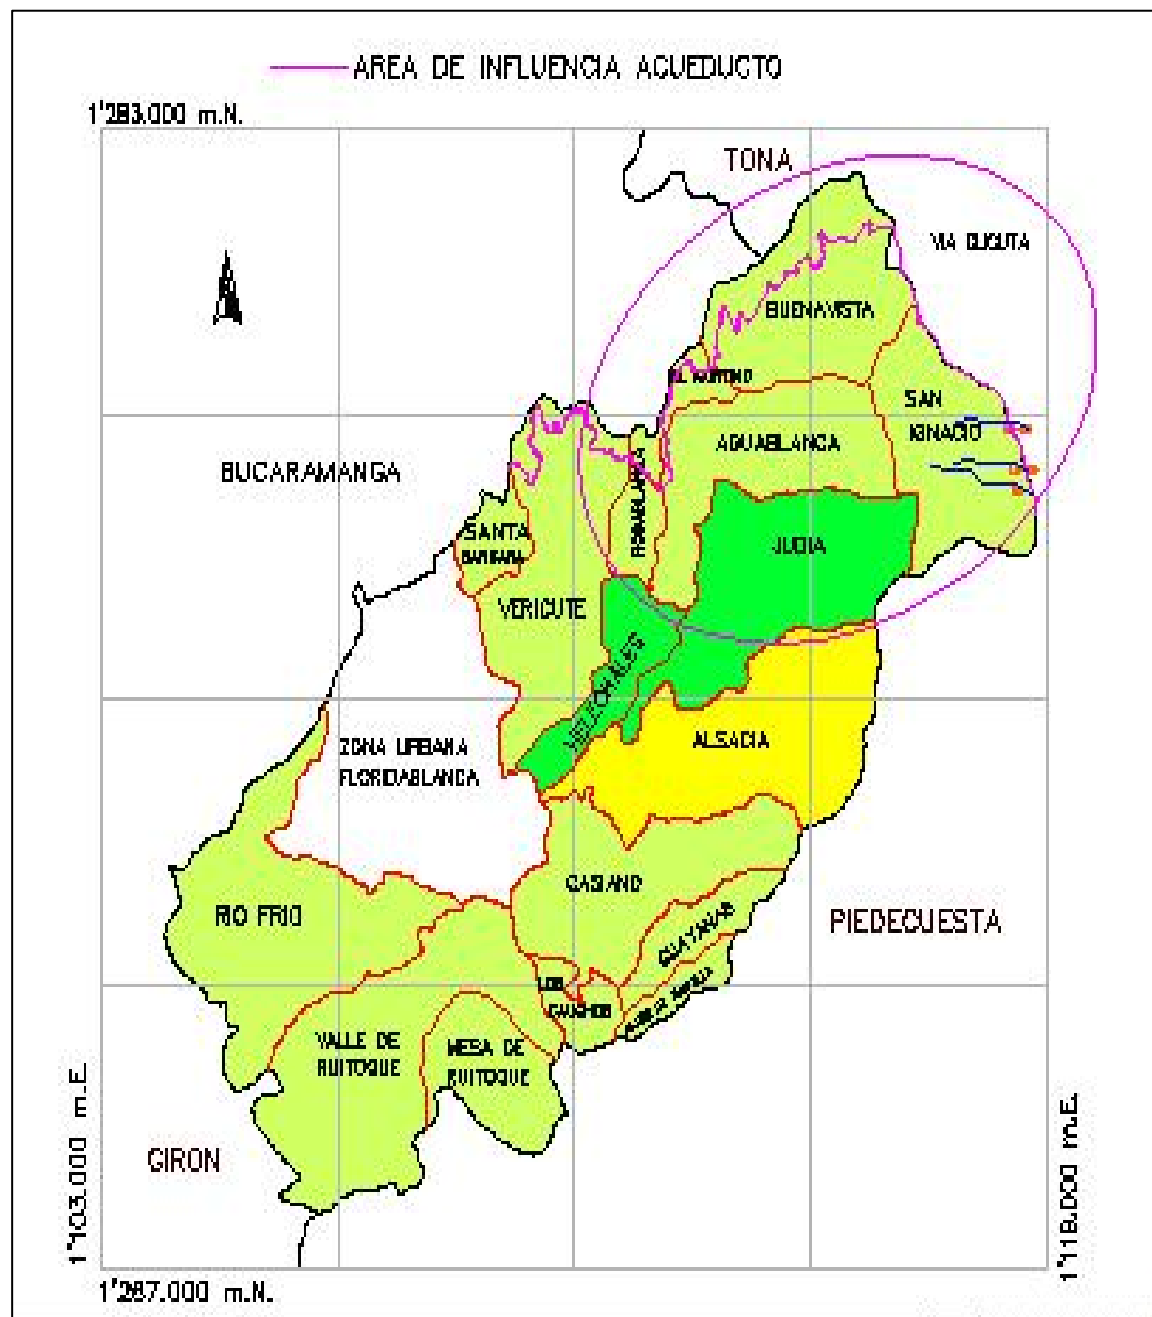 AREA DE INFLUENCIA ACUEDUCTO
1'283.000 m.N.
TONA
VIA CUCUTA
BUENAVISTA
SAN
IGNACIO
AGUABLANCA
BUCARAMANGA
ROSABLANCA
SANTA
BARBARA
JUDIA
VERICUTE
HELECHALES
ALSACIA
ZONA URBANA
FLORIDABLANCA
CASIANO
RIO FRIO
GUAYANAS
PIEDECUESTA
LOS
CAUCHOS
VALLE DE
RUITOQUE
MESA DE
RUITOQUE
GIRON
1'103.000 m.E.
1'118.000 m.E.
1'267.000 m.N.